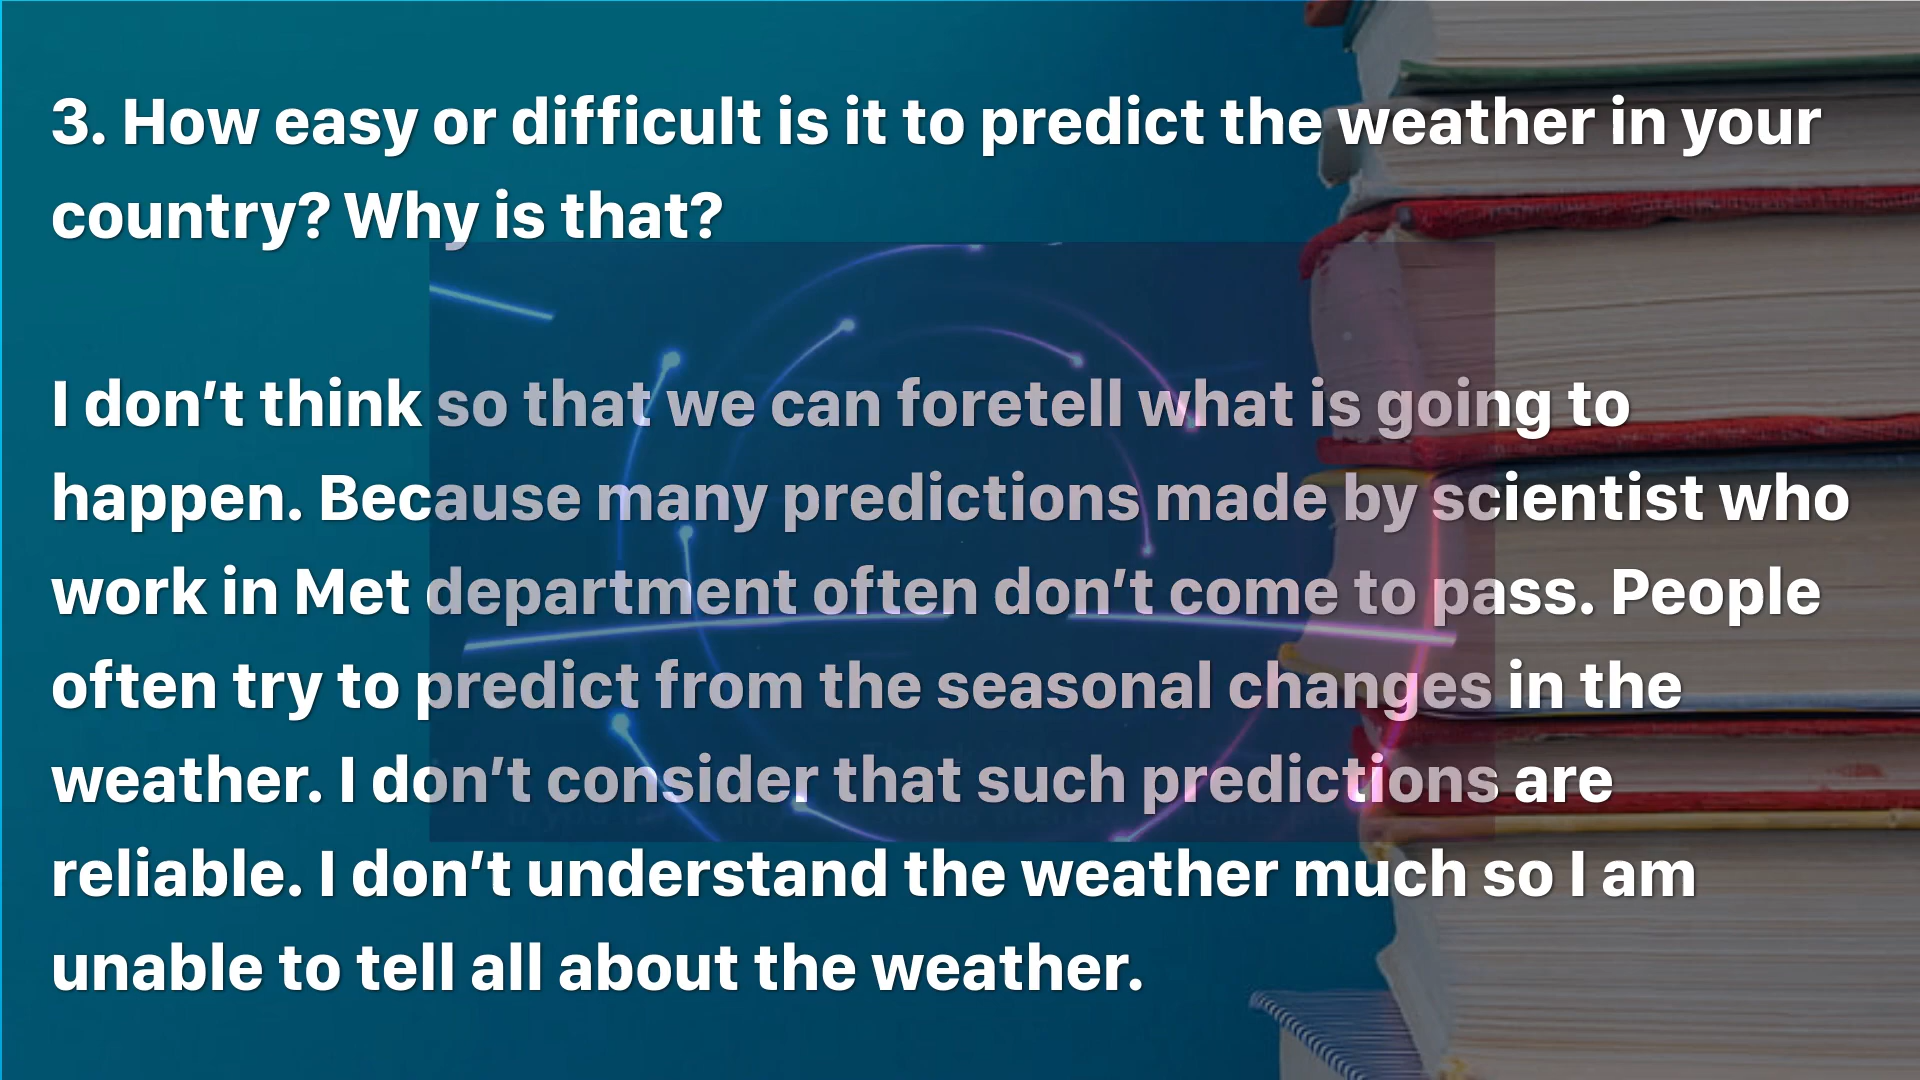 3. How easy or difficult is it to predict the weather in your
country? Why is that?
I don’t think so that we can foretell what is going to
happen. Because many predictions made by scientist who
work in Met department often don’t come to pass. People
often try to predict from the seasonal changes in the
weather. I don’t consider that such predictions are
reliable. I don’t understand the weather much so I am
unable to tell all about the weather.